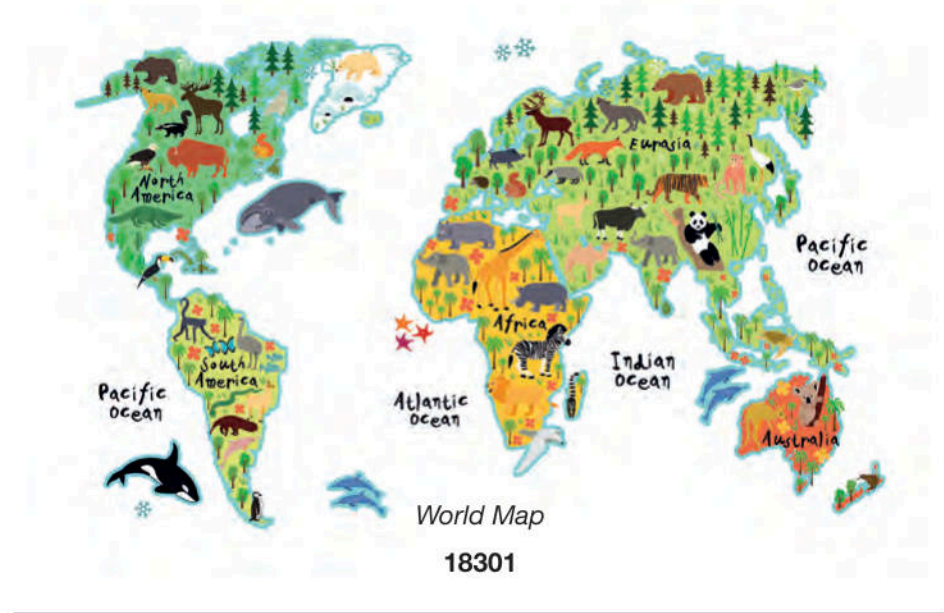 Eurasia
North
America
Pacific
Ocean
Africa
South
America
Indian
Ocean
Pacific
Ocean
Atlantic
Ocean
Australia
World Map
18301